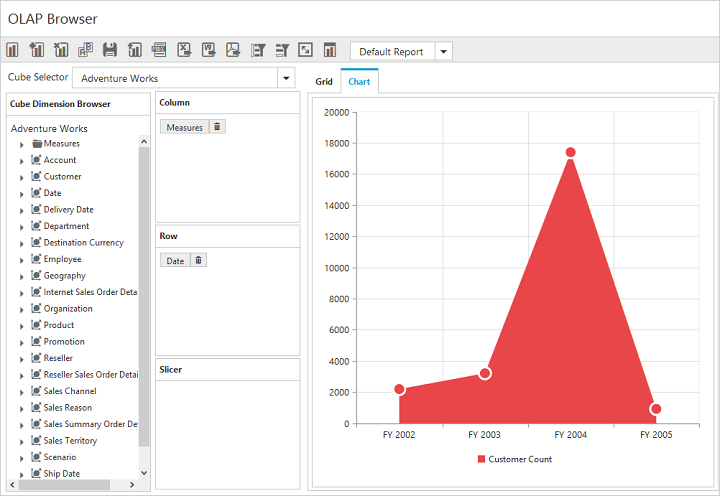 OLAP Browser
Default Report
Cube Selector
Adventure Works
Cube Dimension Browser
Adventure Works
Measures
Account
Customer
Date
Delivery Date
Department
Destination Currency
Employee
Geography
Internet Sales Order Detai
Organization
Product
Promotion
Reseller
Reseller Sales Order Detai
Sales Channel
Sales Reason
Sales Summary Order De
Sales Territory
Scenario
Ship Date
Column
Measures
Row
Date
Slicer
Grid
Chart
20000
18000
16000
14000
12000
10000
8000
6000
4000
2000
0
FY 2002
FY 2003
FY 2004
FY 2005
Customer Count